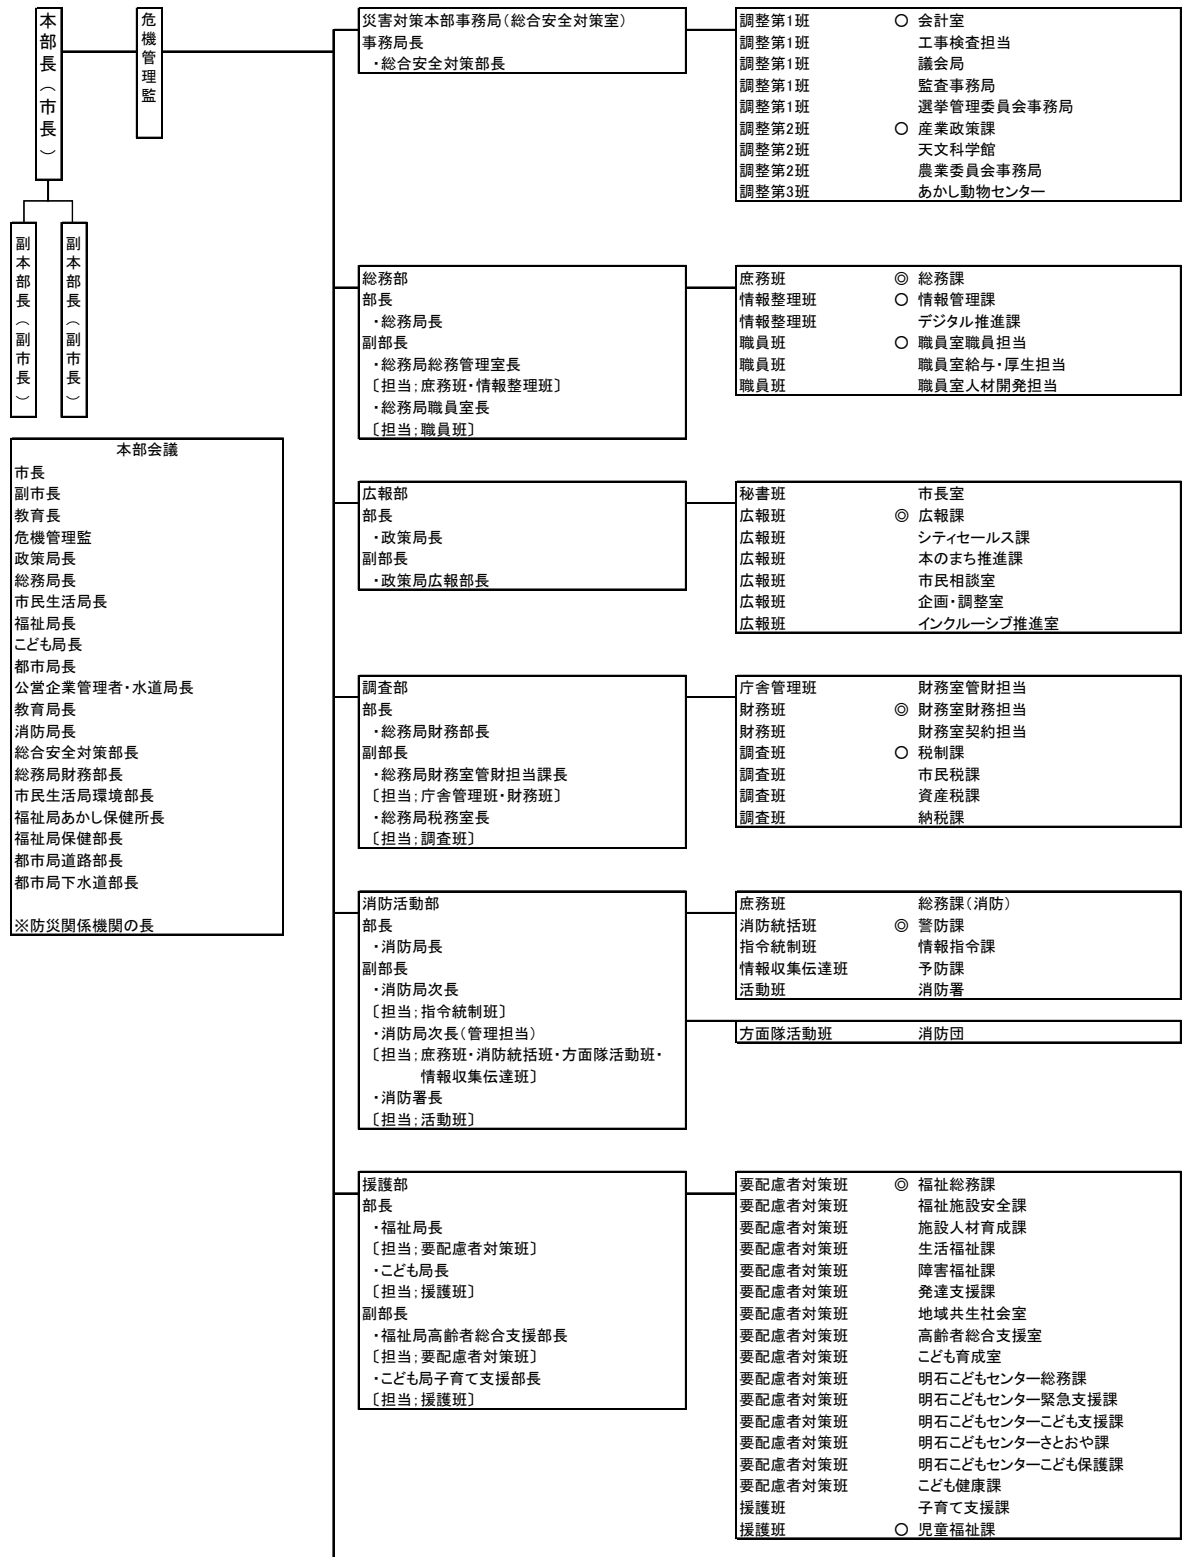 本部長（市長）
危機管理監
副本部長（副市長）
副本部長（副市長）
本部会議
市長
副市長
教育長
危機管理監
政策局長
総務局長
市民生活局長
福祉局長
こども局長
都市局長
公営企業管理者・水道局長
教育局長
消防局長
総合安全対策部長
総務局財務部長
市民生活局環境部長
福祉局あかし保健所長
福祉局保健部長
都市局道路部長
都市局下水道部長
※防災関係機関の長
災害対策本部事務局（総合安全対策室）
事務局長
・総合安全対策部長
調整第1班 ○ 会計室
調整第1班 工事検査担当
調整第1班 議会局
調整第1班 監査事務局
調整第1班 選挙管理委員会事務局
調整第2班 ○ 産業政策課
調整第2班 天文科学館
調整第2班 農業委員会事務局
調整第3班 あかし動物センター
総務部
部長
・総務局長
副部長
・総務局総務管理室長
〔担当；庶務班・情報整理班〕
・総務局職員室長
〔担当；職員班〕
庶務班 ◎ 総務課
情報整理班 ○ 情報管理課
情報整理班 デジタル推進課
職員班 ○ 職員室職員担当
職員班 職員室給与・厚生担当
職員班 職員室人材開発担当
広報部
部長
・政策局長
副部長
・政策局広報部長
秘書班 市長室
広報班 ◎ 広報課
広報班 シティセールス課
広報班 本のまち推進課
広報班 市民相談室
広報班 企画・調整室
広報班 インクルーシブ推進室
調査部
部長
・総務局財務部長
副部長
・総務局財務室管財担当課長
〔担当；庁舎管理班・財務班〕
・総務局税務室長
〔担当；調査班〕
庁舎管理班 財務室管財担当
財務班 ◎ 財務室財務担当
財務班 財務室契約担当
調査班 ○ 税制課
調査班 市民税課
調査班 資産税課
調査班 納税課
消防活動部
部長
・消防局長
副部長
・消防局次長
〔担当；指令統制班〕
・消防局次長（管理担当）
〔担当；庶務班・消防統括班・方面隊活動班・
情報収集伝達班〕
・消防署長
〔担当；活動班〕
庶務班 総務課（消防）
消防統括班 ◎ 警防課
指令統制班 情報指令課
情報収集伝達班 予防課
活動班 消防署
方面隊活動班 消防団
援護部
部長
・福祉局長
〔担当；要配慮者対策班〕
・こども局長
〔担当；援護班〕
副部長
・福祉局高齢者総合支援部長
〔担当；要配慮者対策班〕
・こども局子育て支援部長
〔担当；援護班〕
要配慮者対策班 ◎ 福祉総務課
要配慮者対策班 福祉施設安全課
要配慮者対策班 施設人材育成課
要配慮者対策班 生活福祉課
要配慮者対策班 障害福祉課
要配慮者対策班 発達支援課
要配慮者対策班 地域共生社会室
要配慮者対策班 高齢者総合支援室
要配慮者対策班 こども育成室
要配慮者対策班 明石こどもセンター総務課
要配慮者対策班 明石こどもセンター緊急支援課
要配慮者対策班 明石こどもセンターこども支援課
要配慮者対策班 明石こどもセンターさとおや課
要配慮者対策班 明石こどもセンターこども保護課
要配慮者対策班 こども健康課
援護班 子育て支援課
援護班 ○ 児童福祉課